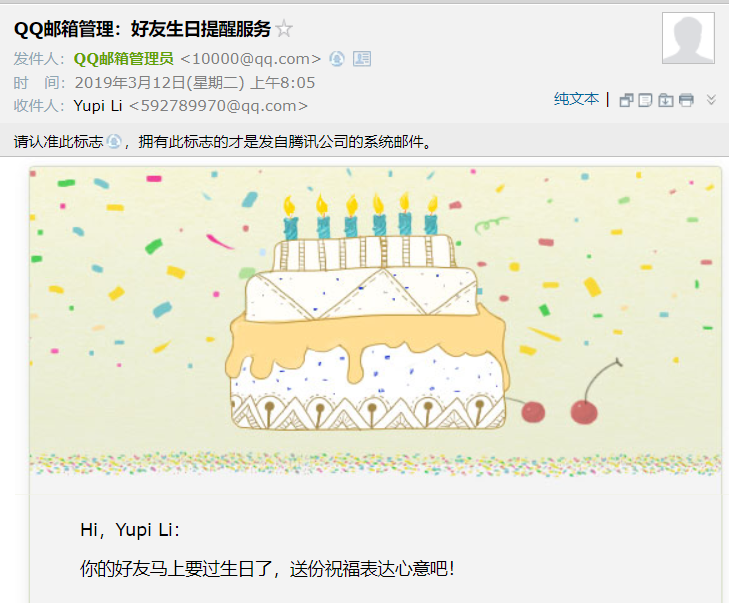 QQ邮箱管理：好友生日提醒服务
发件人：QQ邮箱管理员 <10000@qq.com>
时 间：2019年3月12日(星期二) 上午8:05
收件人：Yupi Li <592789970@qq.com>
纯文本 |
请认准此标志，拥有此标志的才是发自腾讯公司的系统邮件。
Hi，Yupi Li：
你的好友马上要过生日了，送份祝福表达心意吧！